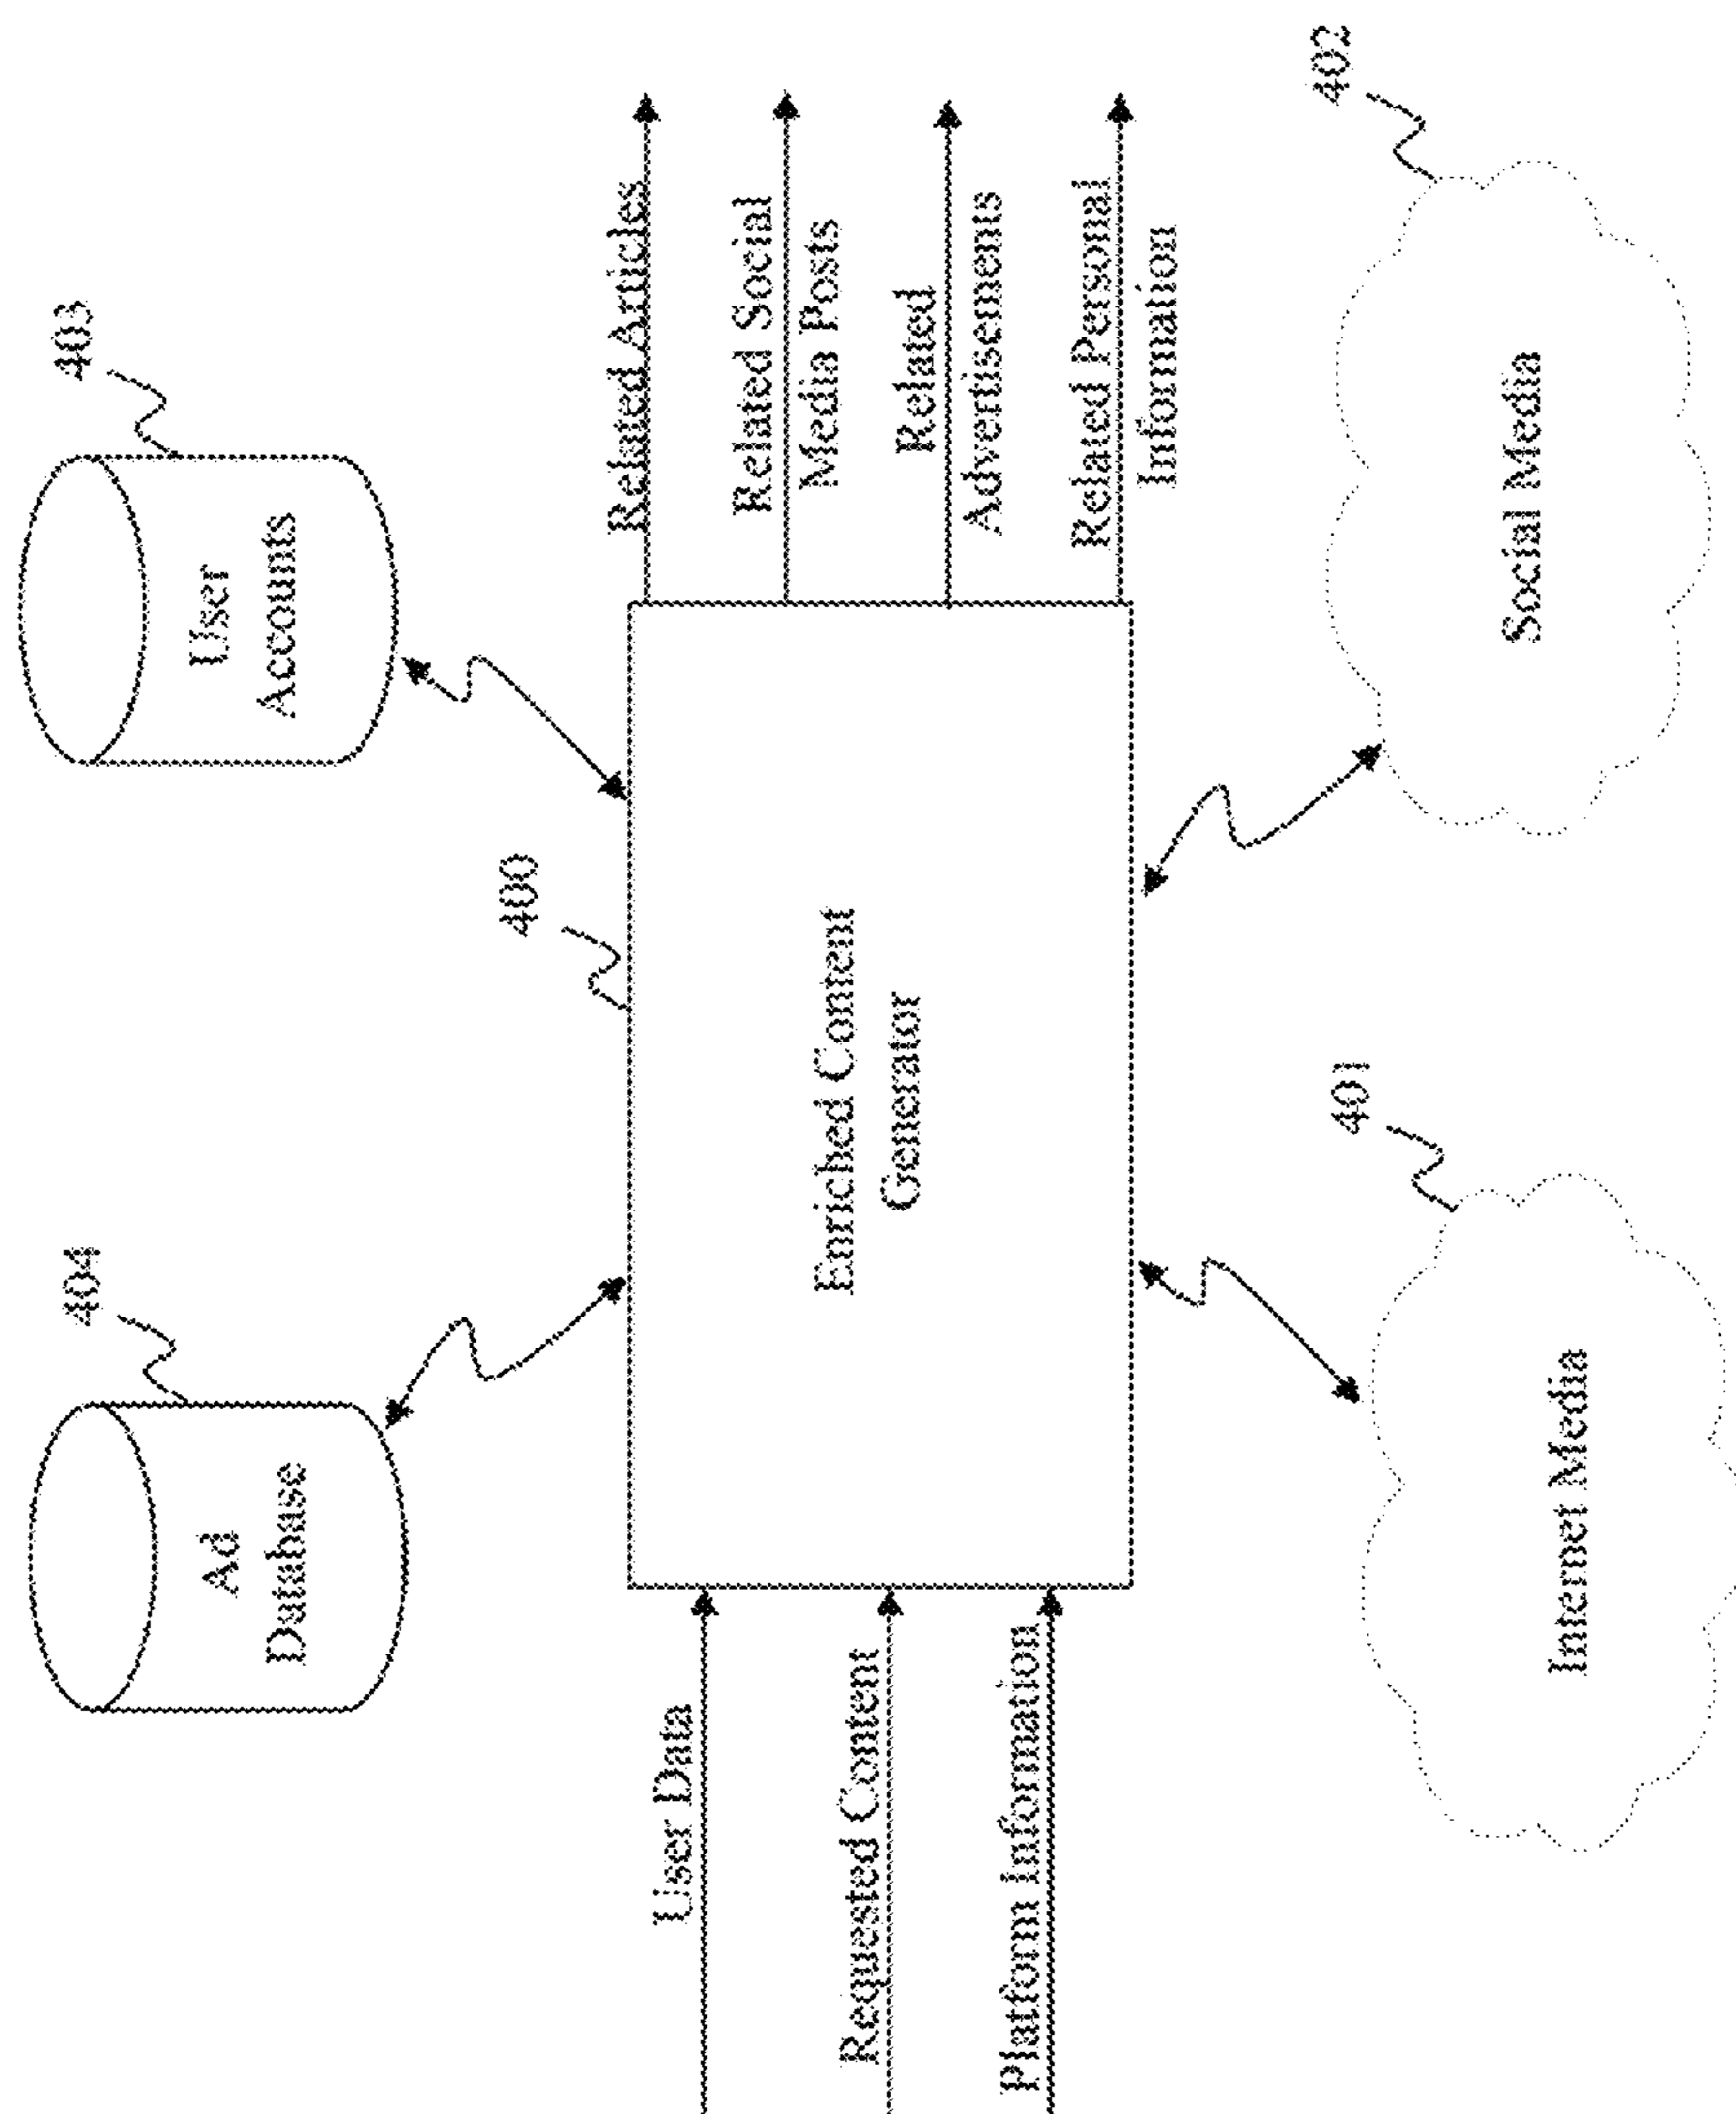 404
Ad
Database
403
User
Accounts
400
User Data
Requested Content
Platform Information
Enriched Content
Generator
Related Articles
Related Social
Media Posts
Related
Advertisements
Related Personal
Information
401
Internet Media
402
Social Media